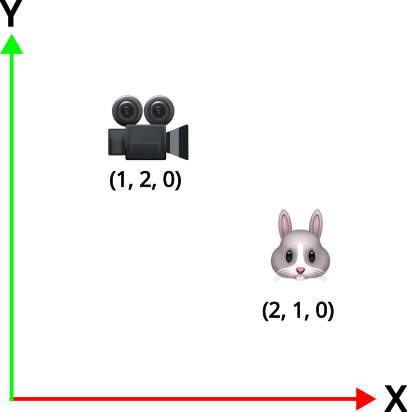 Y
(1, 2, 0)
(2, 1, 0)
X